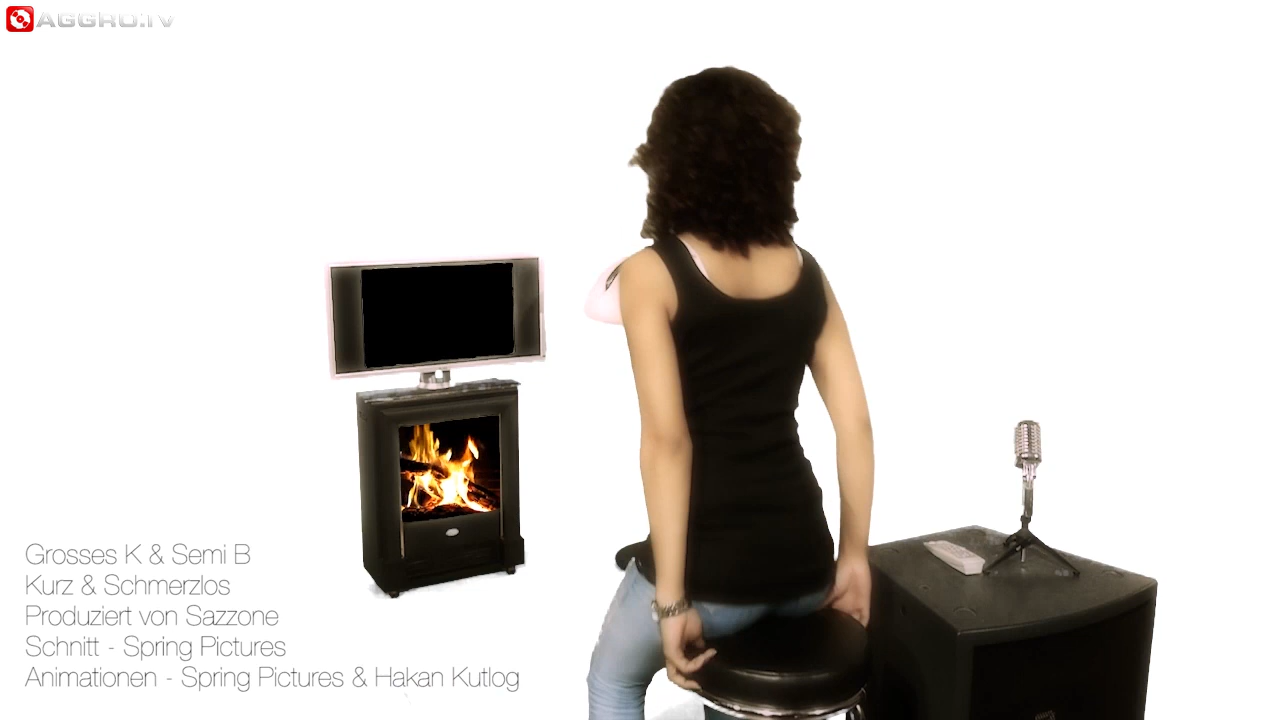 AGGRO.TV
Grosses K & Semi B
Kurz & Schmerzlos
Produziert von Sazzone
Schnitt - Spring Pictures
Animationen - Spring Pictures & Hakan Kutlog